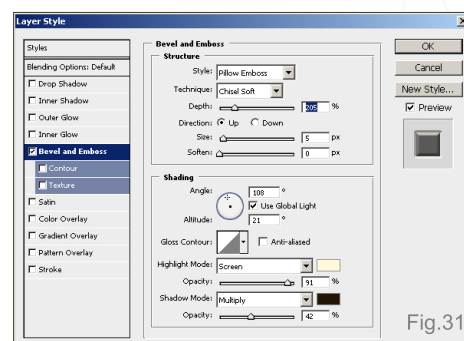 Layer Style
Styles
Blending Options: Default
Drop Shadow
Inner Shadow
Outer Glow
Inner Glow
Bevel and Emboss
Contour
Texture
Satin
Color Overlay
Gradient Overlay
Pattern Overlay
Stroke
Bevel and Emboss
Structure
Style: Pillow Emboss
Technique: Chisel Soft
Depth: 205 %
Direction: Up Down
Size: 5 px
Soften: 0 px
Shading
Angle: 108 °
Use Global Light
Altitude: 21 °
Gloss Contour: Anti-aliased
Highlight Mode: Screen
Opacity: 91 %
Shadow Mode: Multiply
Opacity: 42 %
OK
Cancel
New Style...
Preview
Fig.31